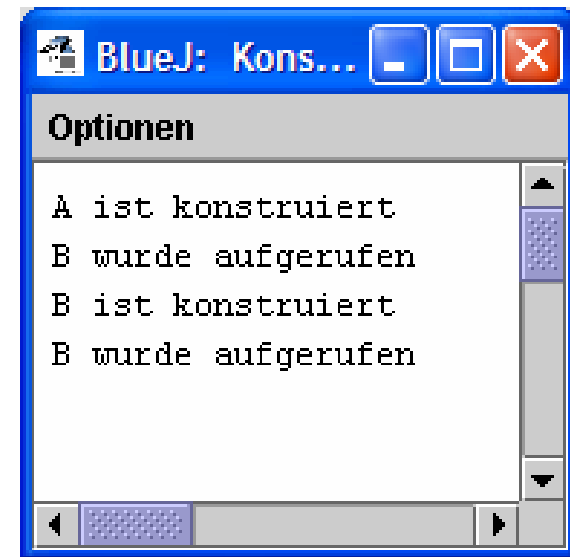 BlueJ: Kons...
Optionen
A ist konstruiert
B wurde aufgerufen
B ist konstruiert
B wurde aufgerufen